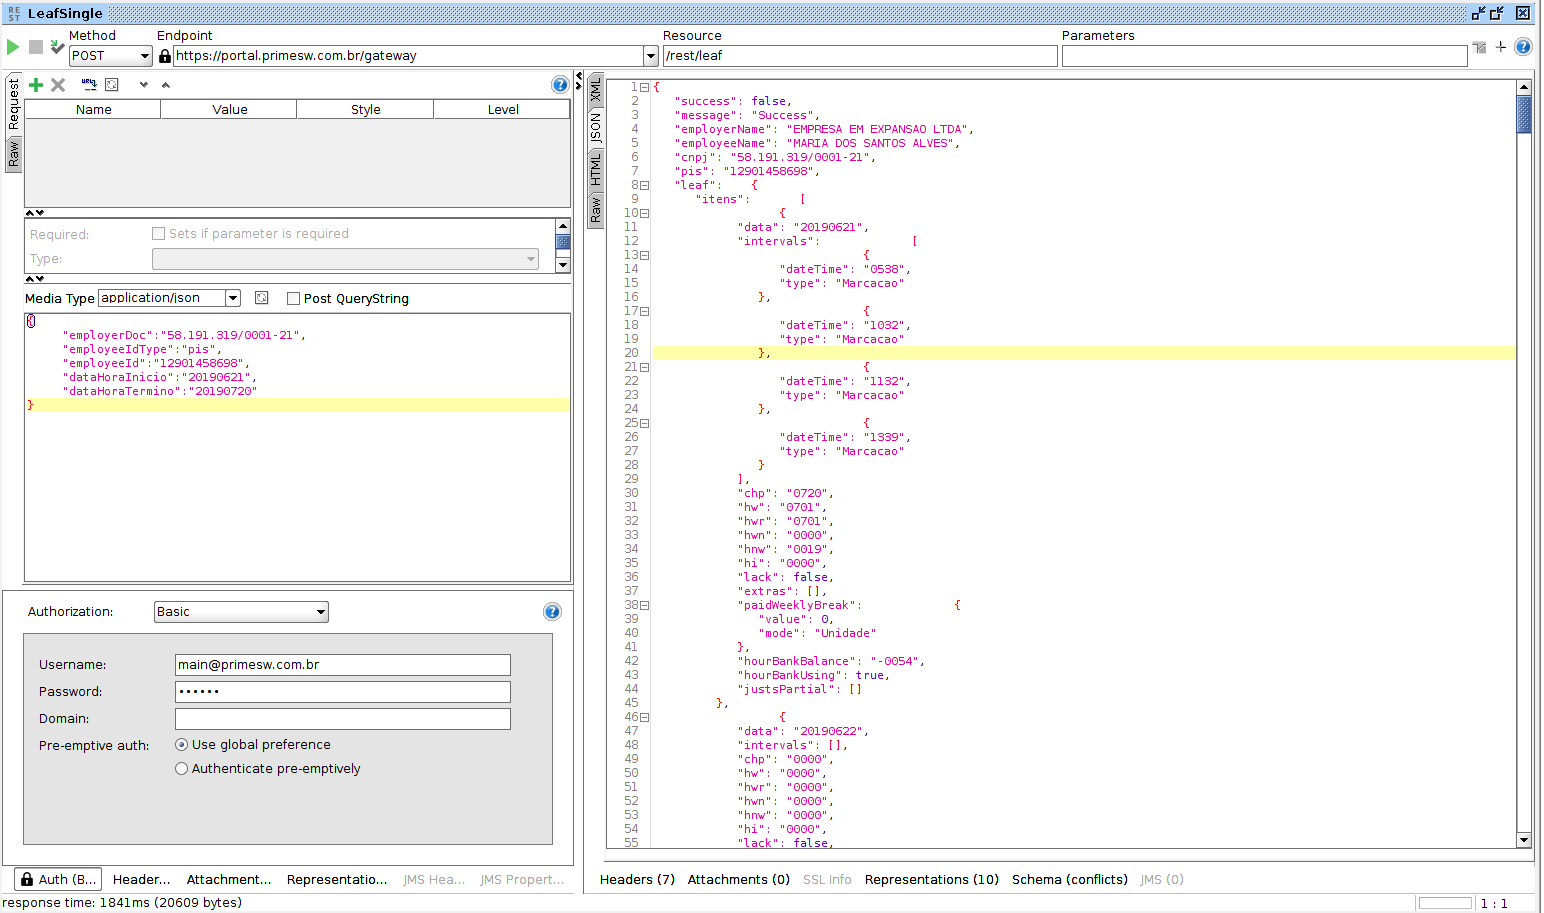 REST LeafSingle
Method
Endpoint
Resource
Parameters
POST
https://portal.primesw.com.br/gateway
/rest/leaf
Request
Raw
Name Value Style Level
Required: Sets if parameter is required
Type:
Media Type application/json Post QueryString
{
"employerDoc":"58.191.319/0001-21",
"employeeIdType":"pis",
"employeeId":"12901458698",
"dataHoraInicio":"20190621",
"dataHoraTermino":"20190720"
}
Authorization: Basic
Username: main@primesw.com.br
Password: ••••••
Domain:
Pre-emptive auth: Use global preference
Authenticate pre-emptively
Auth (B... Header... Attachment... Representatio... JMS Hea... JMS Propert...
response time: 1841ms (20609 bytes)
XML
JSON
HTML
Raw
1 {
2 "success": false,
3 "message": "Success",
4 "employerName": "EMPRESA EM EXPANSAO LTDA",
5 "employeeName": "MARIA DOS SANTOS ALVES",
6 "cnpj": "58.191.319/0001-21",
7 "pis": "12901458698",
8 "leaf": {
9 "itens": [
10 {
11 "data": "20190621",
12 "intervals": [
13 {
14 "dateTime": "0538",
15 "type": "Marcacao"
16 },
17 {
18 "dateTime": "1032",
19 "type": "Marcacao"
20 },
21 {
22 "dateTime": "1132",
23 "type": "Marcacao"
24 },
25 {
26 "dateTime": "1339",
27 "type": "Marcacao"
28 }
29 ],
30 "chp": "0720",
31 "hw": "0701",
32 "hwr": "0701",
33 "hwn": "0000",
34 "hnw": "0019",
35 "hi": "0000",
36 "lack": false,
37 "extras": [],
38 "paidWeeklyBreak": {
39 "value": 0,
40 "mode": "Unidade"
41 },
42 "hourBankBalance": "-0054",
43 "hourBankUsing": true,
44 "justsPartial": []
45 },
46 {
47 "data": "20190622",
48 "intervals": [],
49 "chp": "0000",
50 "hw": "0000",
51 "hwr": "0000",
52 "hwn": "0000",
53 "hnw": "0000",
54 "hi": "0000",
55 "lack": false,
Headers (7) Attachments (0) SSL Info Representations (10) Schema (conflicts) JMS (0)
1 : 1